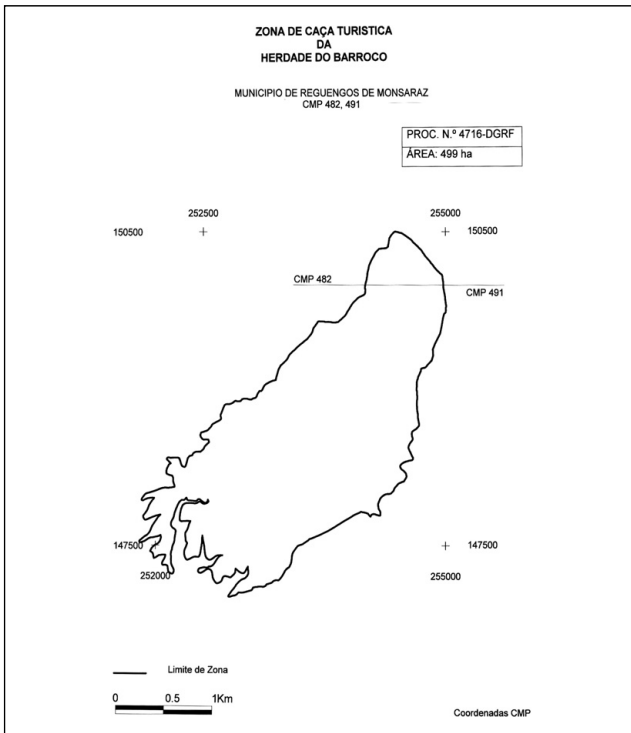 ZONA DE CAÇA TURISTICA
DA
HERDADE DO BARROCO
MUNICIPIO DE REGUENGOS DE MONSARAZ
CMP 482, 491
PROC. N.º 4716-DGRF
ÁREA: 499 ha
252500
255000
150500
150500
CMP 482
CMP 491
147500
147500
252000
255000
Limite de Zona
0 0.5 1Km
Coordenadas CMP